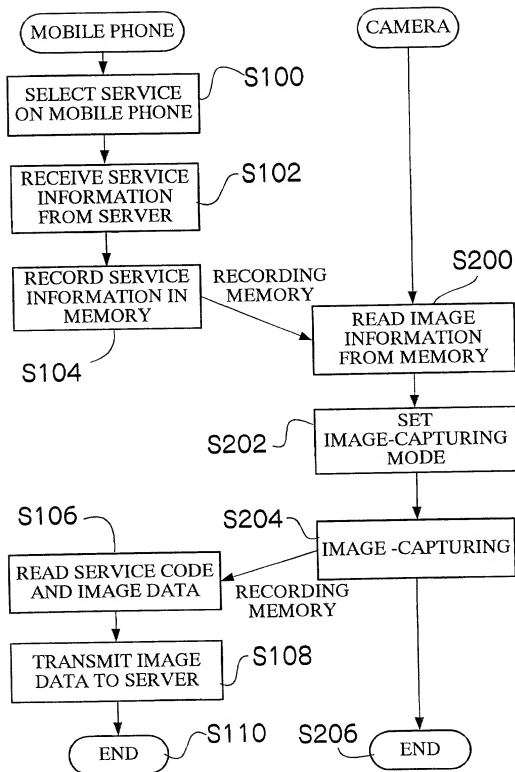 MOBILE PHONE
CAMERA
S100
SELECT SERVICE
ON MOBILE PHONE
S102
RECEIVE SERVICE
INFORMATION
FROM SERVER
RECORD SERVICE
INFORMATION IN
MEMORY
S104
RECORDING
MEMORY
S200
READ IMAGE
INFORMATION
FROM MEMORY
S202
SET
IMAGE-CAPTURING
MODE
S204
IMAGE -CAPTURING
S106
READ SERVICE CODE
AND IMAGE DATA
RECORDING
MEMORY
TRANSMIT IMAGE
DATA TO SERVER
S108
END
S110
S206
END